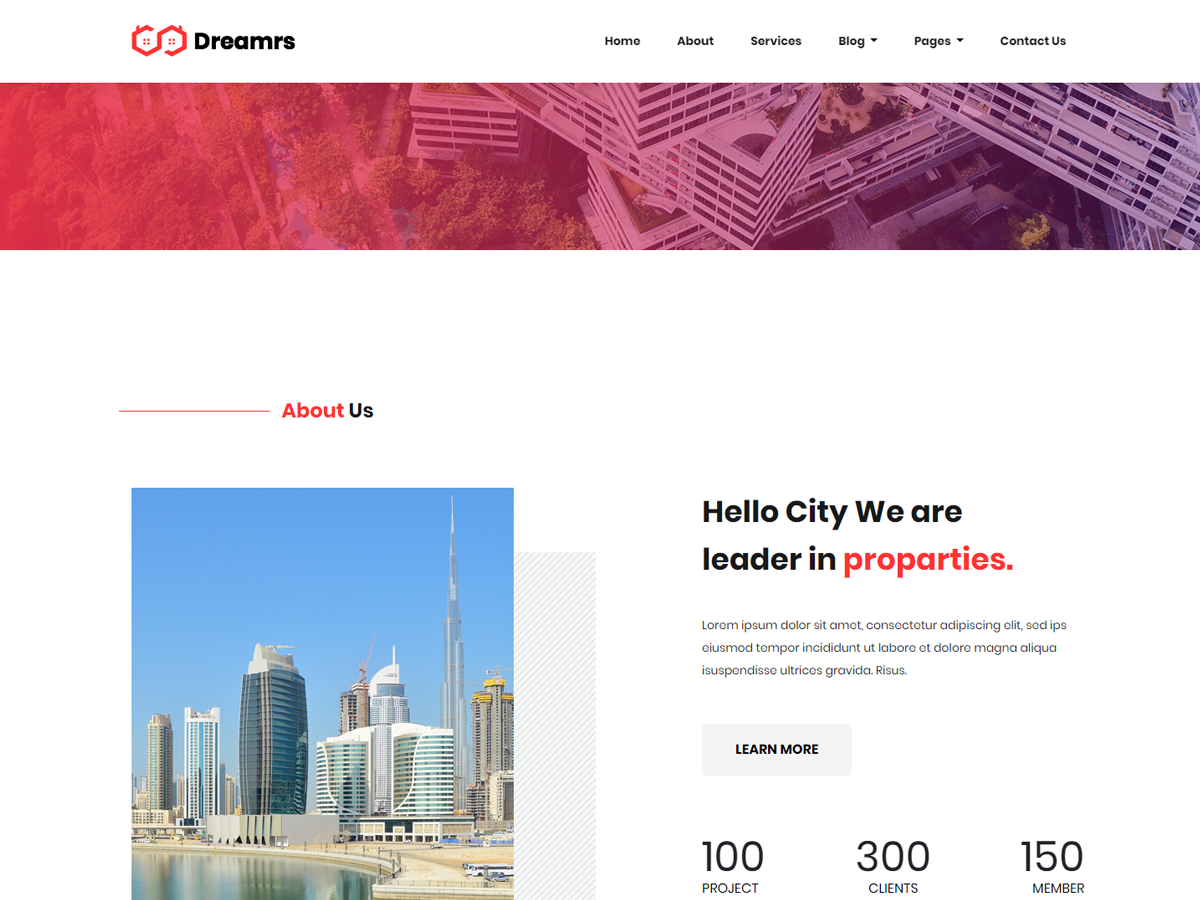 Dreamrs
Home About Services Blog Pages Contact Us
About Us
Hello City We are
leader in proparties.
Lorem ipsum dolor sit amet, consectetur adipiscing elit, sed ips
eiusmod tempor incididunt ut labore et dolore magna aliqua
isuspendisse ultrices gravida. Risus.
LEARN MORE
100 300 150
PROJECT CLIENTS MEMBER